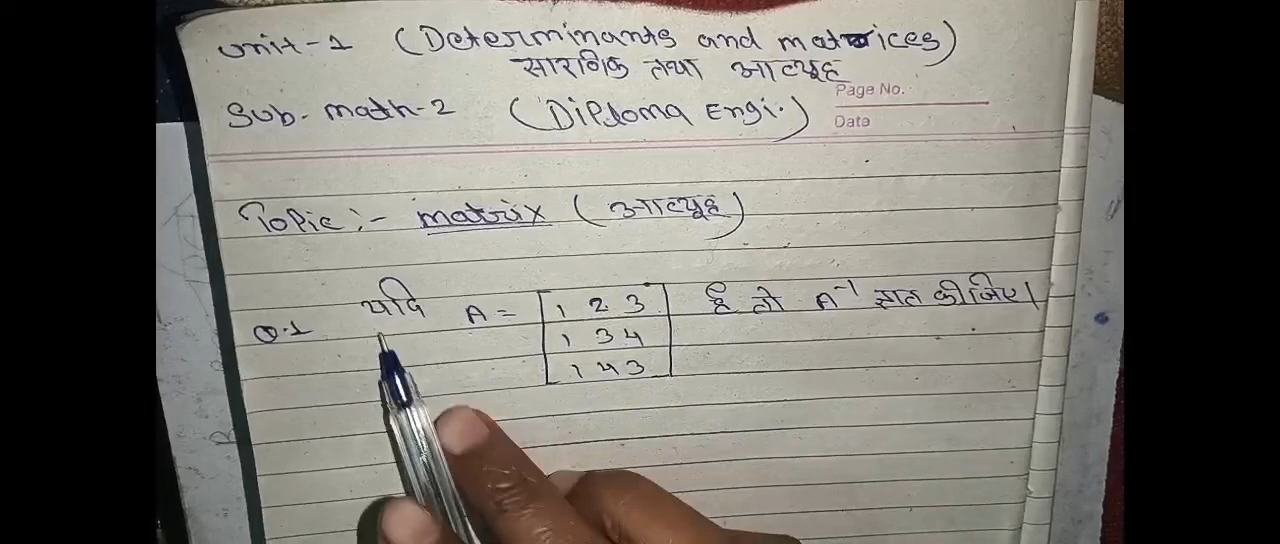 Unit-1 (Determinants and matrices)
सारणिक तथा आव्यूह
Page No.
Sub. math-2 (Diploma Engi.)
Date
Topic:- matrix (आव्यूह)
Q.1 यदि A = [1 2 3 है तो A⁻¹ ज्ञात कीजिए।
1 3 4
1 4 3]